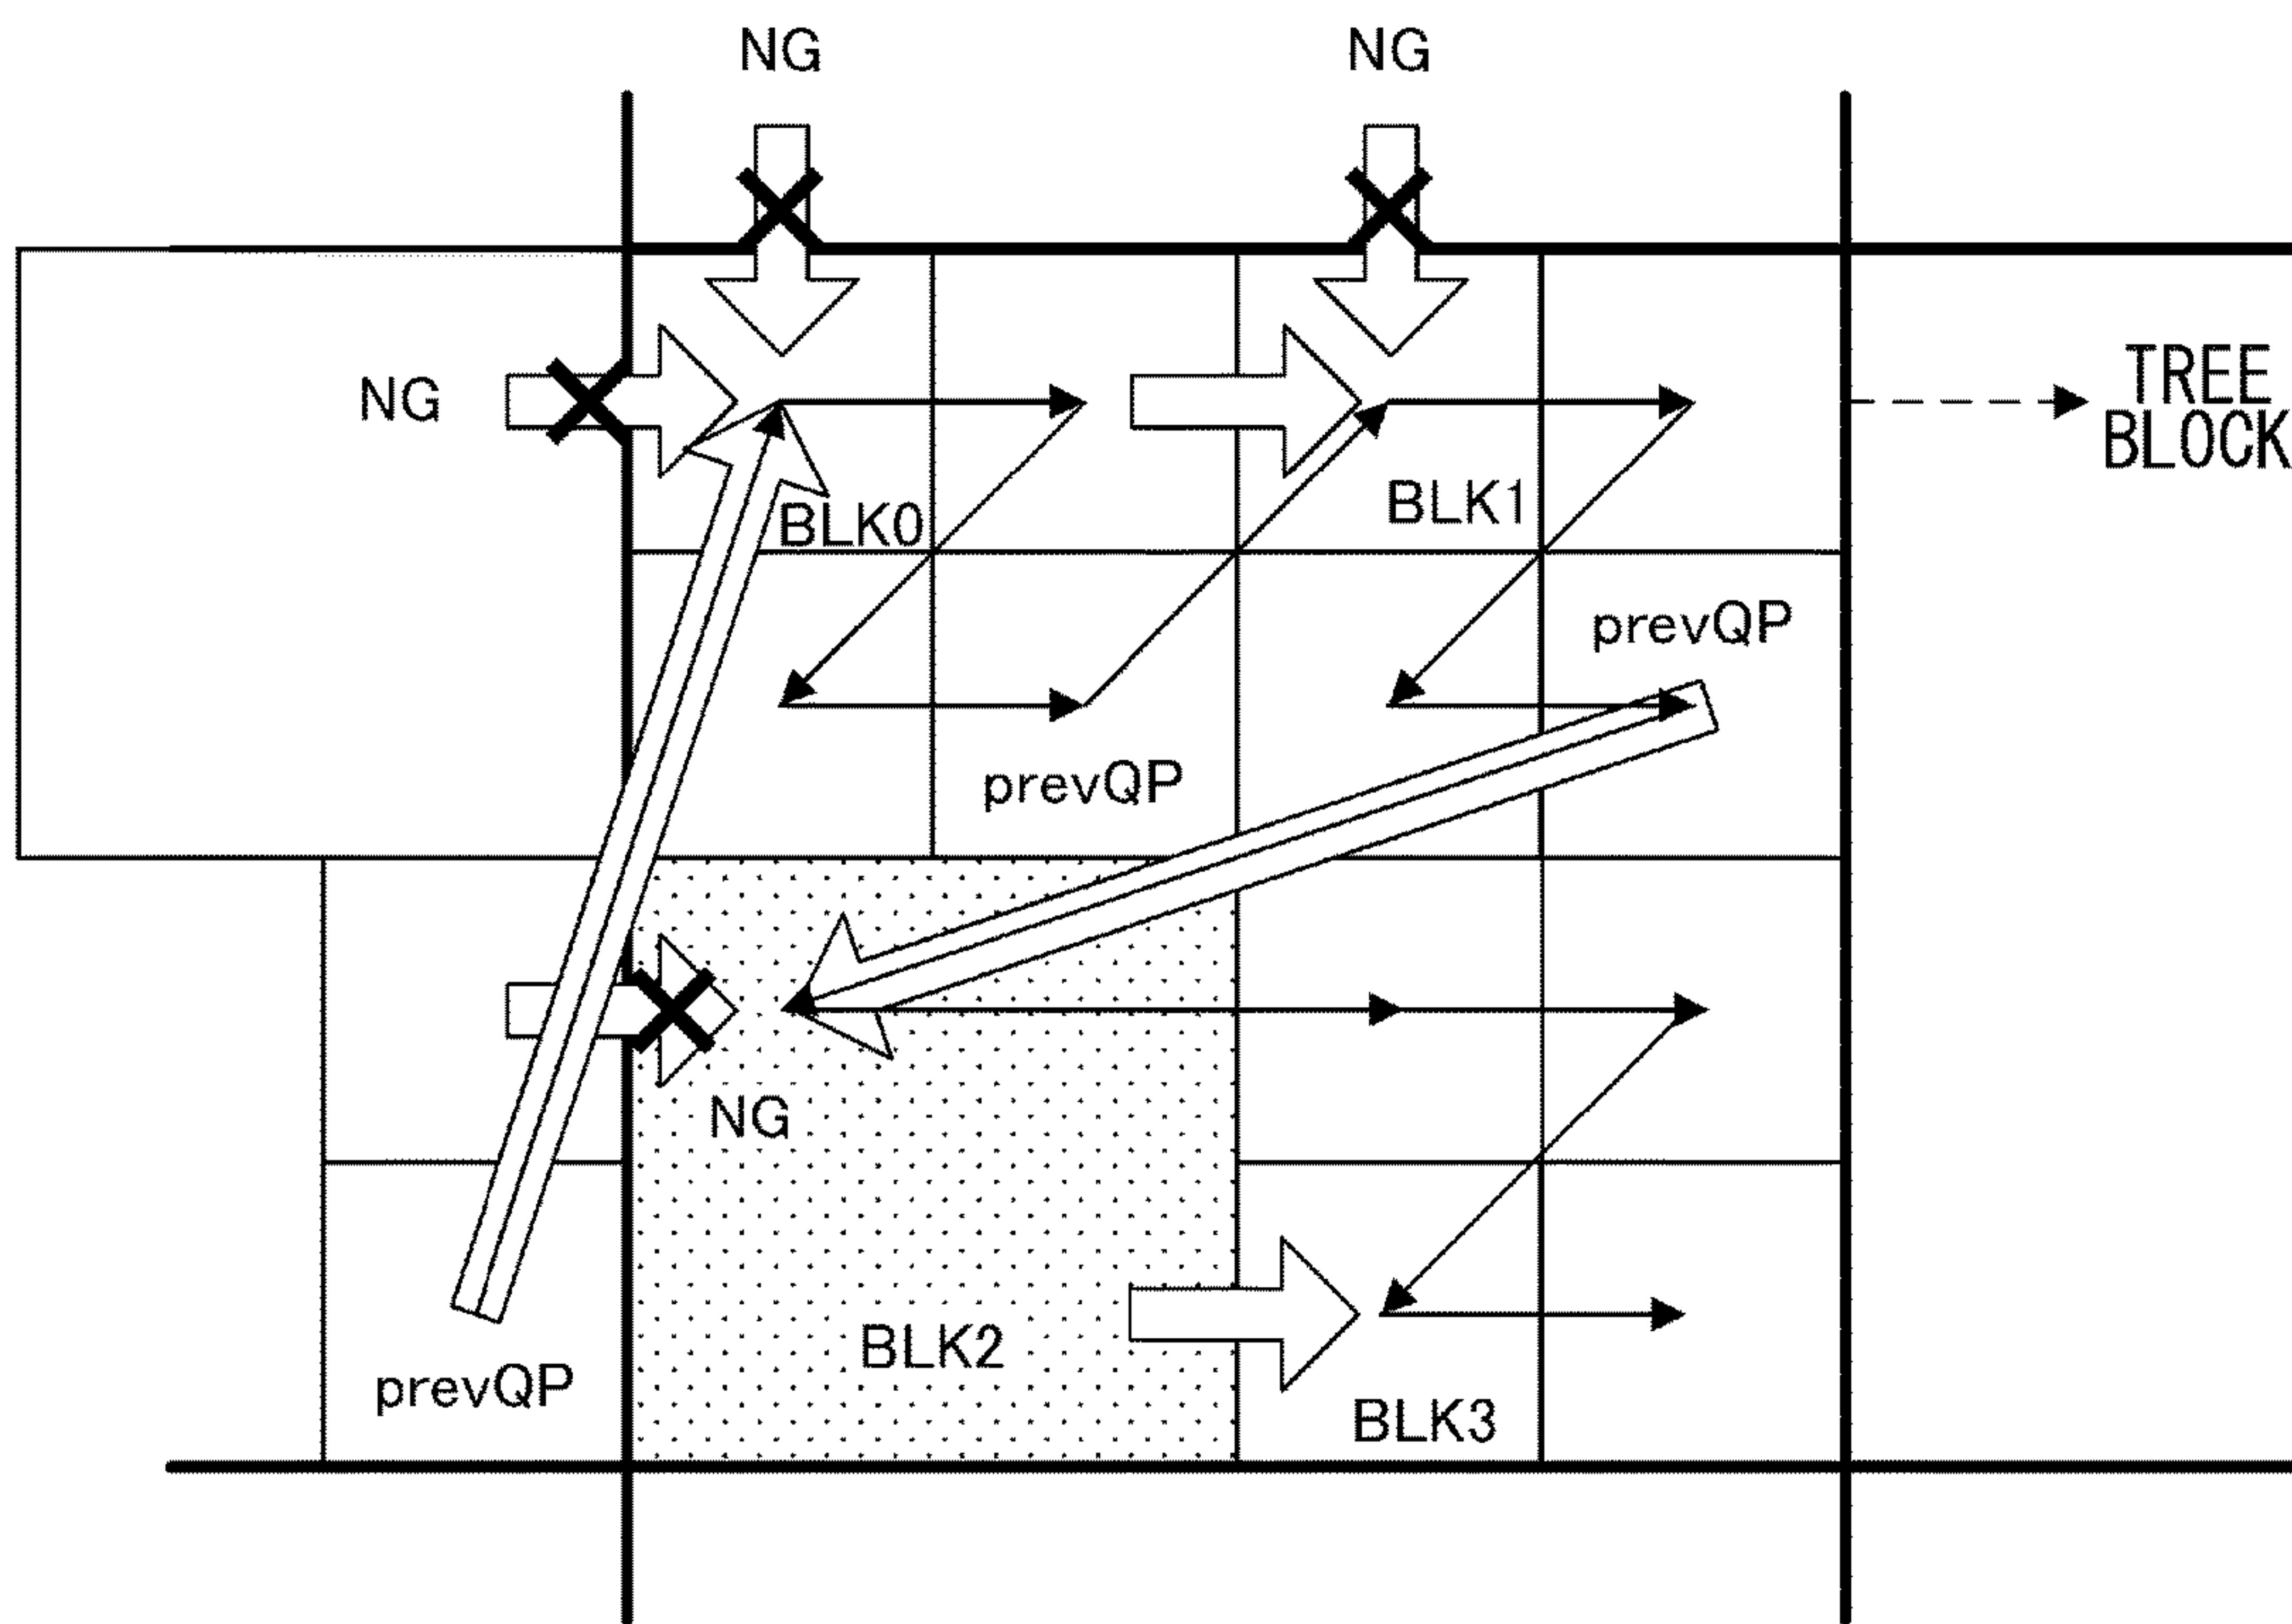 NG
NG
NG
TREE
BLOCK
BLK0
BLK1
prevQP
prevQP
NG
BLK2
prevQP
BLK3